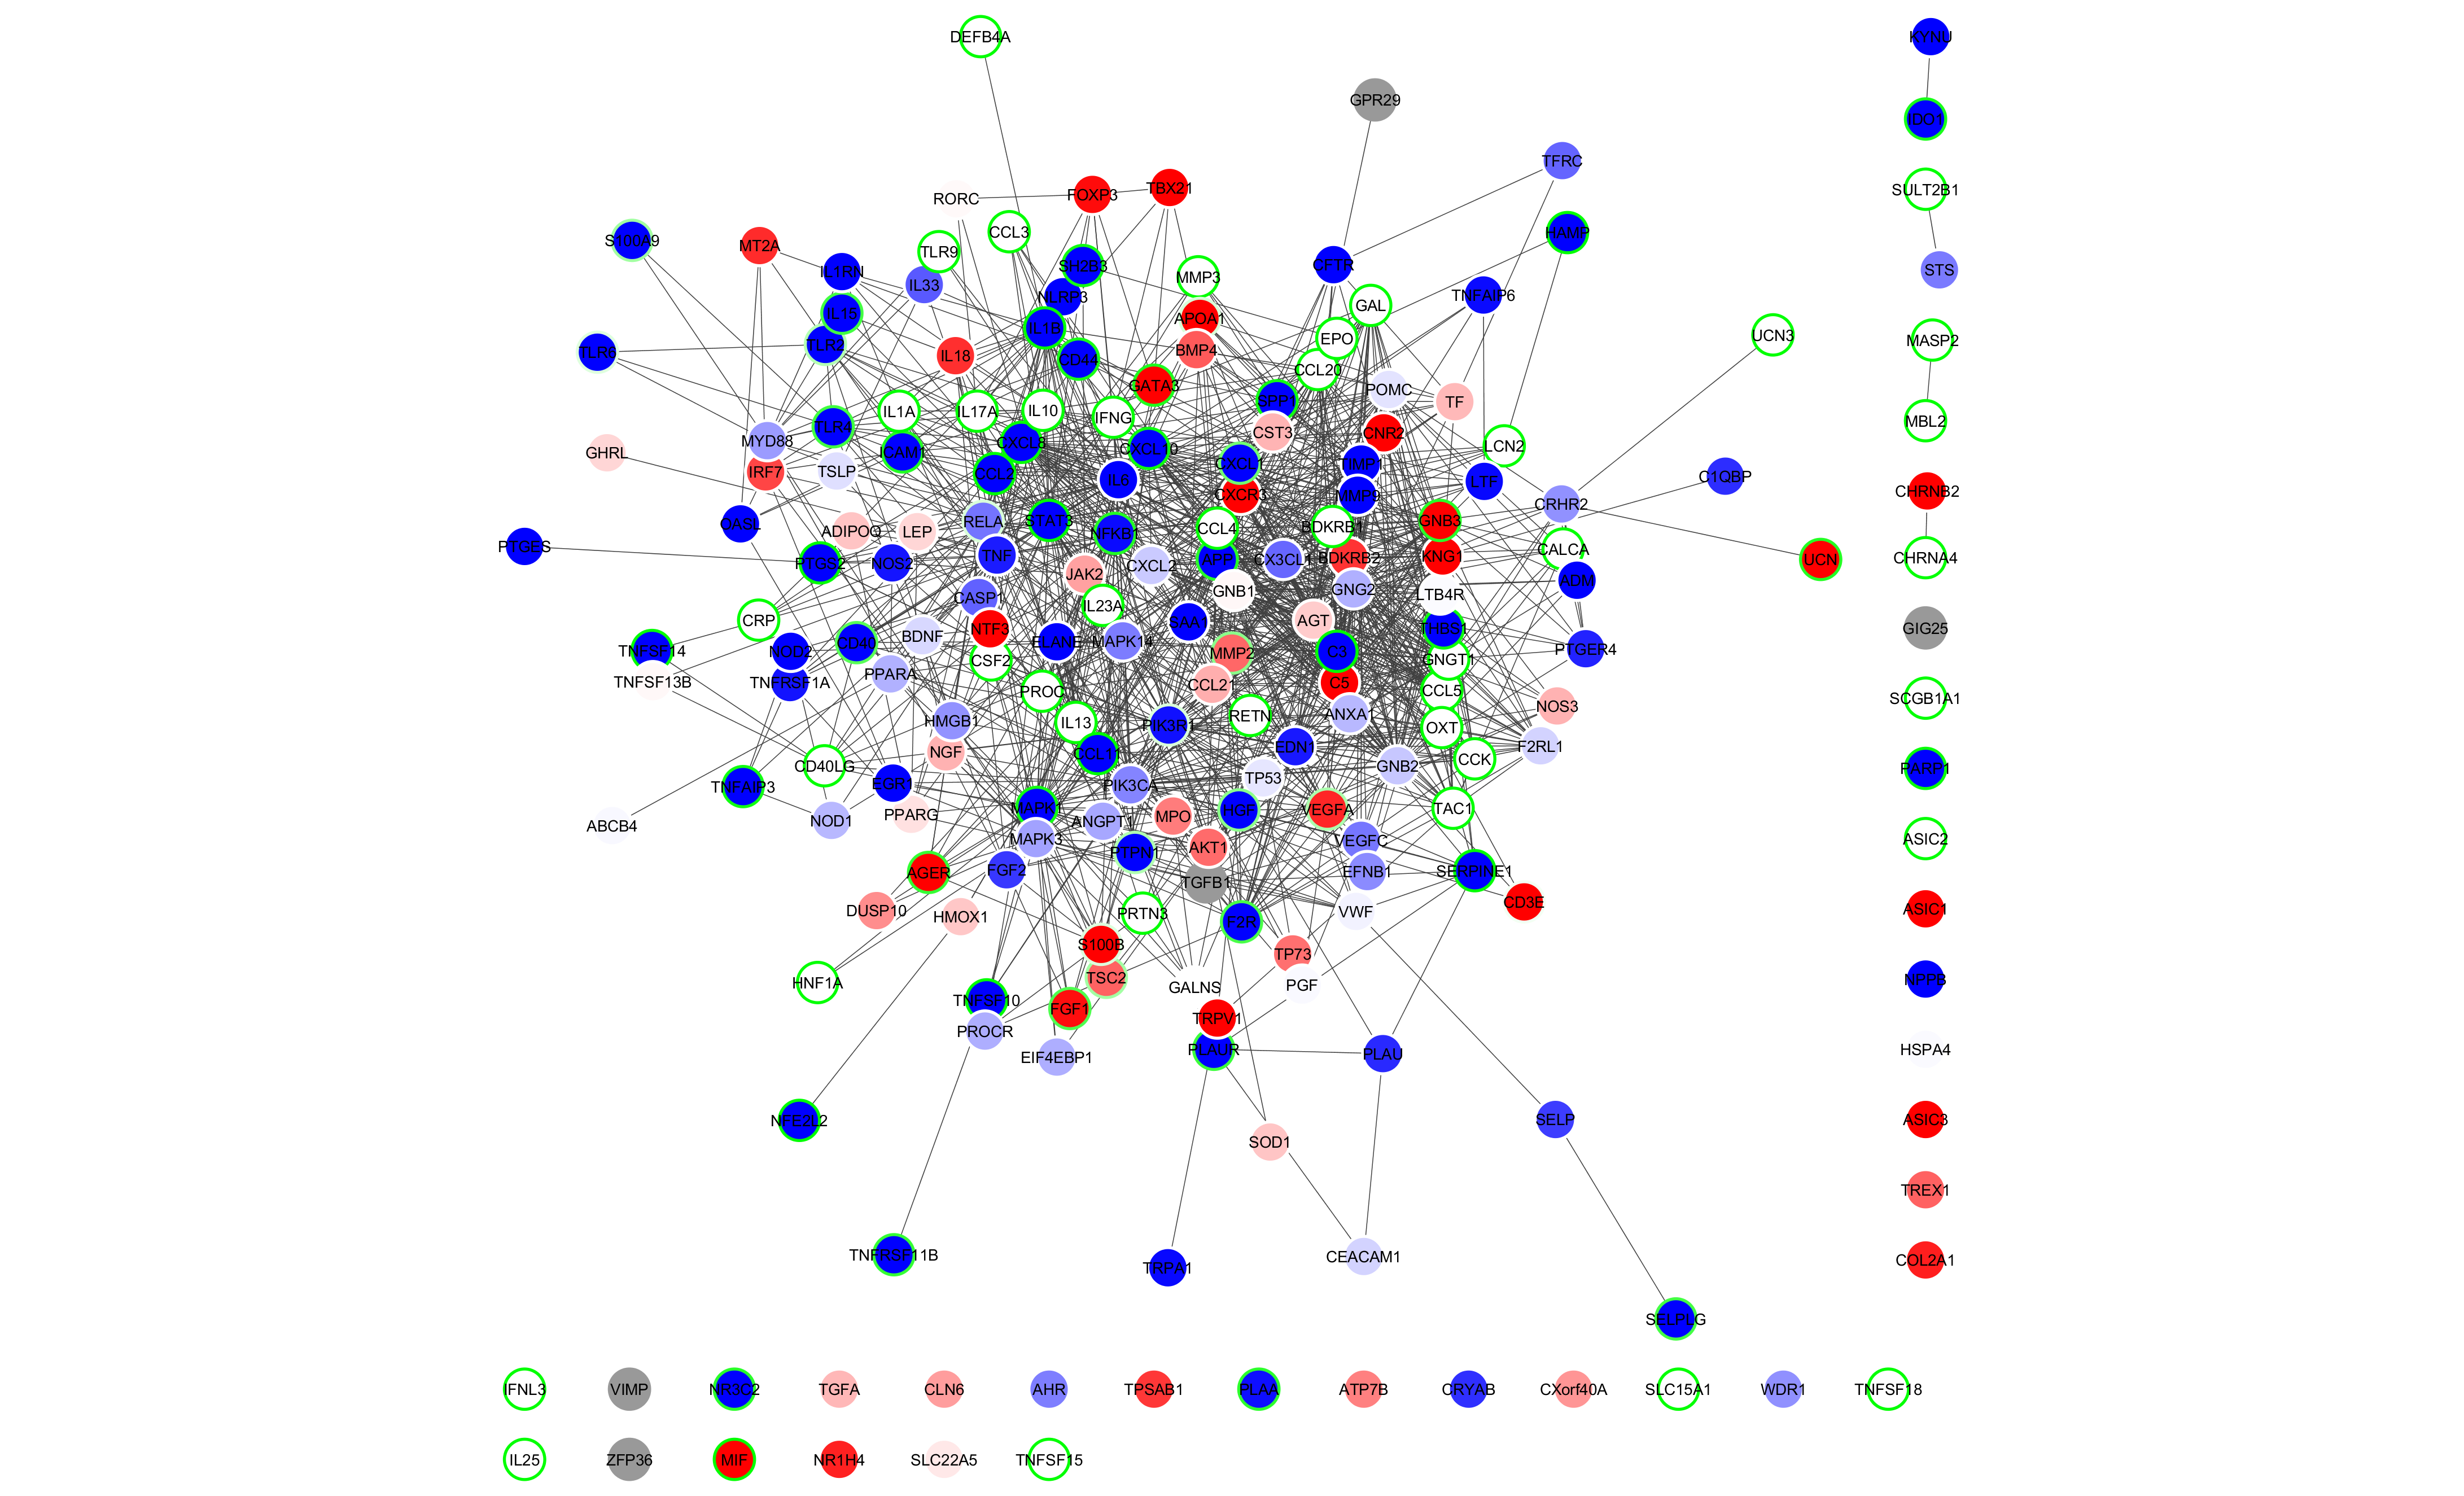 DEFB4A
KYNU
GPR29
IDO1
TFRC
SULT2B1
TBX21
FOXP3
RORC
CCL3
HAMP
S100A9
MT2A
TLR9
SH2B3
CFTR
STS
IL1RN
MMP3
IL33
NLRP3
TNFAIP6
GAL
IL15
APOA1
IL1B
UCN3
EPO
MASP2
TLR2
BMP4
TLR6
IL18
CD44
CCL20
GATA3
POMC
SPP1
TF
IL1A
IL17A
IL10
IFNG
MBL2
TLR4
CST3
CNR2
MYD88
CXCL8
LCN2
CXCL10
GHRL
ICAM1
CXCL1
TIMP1
IRF7
TSLP
CCL2
C1QBP
IL6
LTF
CHRNB2
CXCR3
MMP9
CRHR2
RELA
STAT3
GNB3
OASL
ADIPOQ
LEP
NFKB1
CCL4
BDKRB1
PTGES
CALCA
TNF
KNG1
CHRNA4
PTGS2
NOS2
CXCL2
APP
CX3CL1
BDKRB2
UCN
JAK2
ADM
GNB1
GNG2
LTB4R
CASP1
IL23A
CRP
AGT
SAA1
NTF3
THBS1
GIG25
BDNF
CD40
ELANE
MAPK14
TNFSF14
NOD2
MMP2
C3
PTGER4
CSF2
GNGT1
PPARA
TNFSF13B
TNFRSF1A
CCL21
C5
PROC
CCL5
SCGB1A1
NOS3
HMGB1
IL13
PIK3R1
RETN
ANXA1
OXT
NGF
CCL11
EDN1
F2RL1
CCK
CD40LG
GNB2
PARP1
TNFAIP3
EGR1
PIK3CA
TP53
MAPK1
HGF
VEGFA
TAC1
PPARG
NOD1
ANGPT1
MPO
ABCB4
MAPK3
VEGFC
ASIC2
PTPN1
AKT1
AGER
FGF2
EFNB1
SERPINE1
TGFB1
CD3E
DUSP10
HMOX1
PRTN3
VWF
ASIC1
F2R
S100B
TP73
TSC2
HNF1A
GALNS
PGF
NPPB
TNFSF10
FGF1
TRPV1
PROCR
PLAUR
PLAU
HSPA4
EIF4EBP1
NFE2L2
SELP
ASIC3
SOD1
TREX1
TNFRSF11B
CEACAM1
COL2A1
TRPA1
SELPLG
IFNL3 VIMP NR3C2 TGFA CLN6 AHR TPSAB1 PLAA ATP7B CRYAB CXorf40A SLC15A1 WDR1 TNFSF18
IL25 ZFP36 MIF NR1H4 SLC22A5 TNFSF15